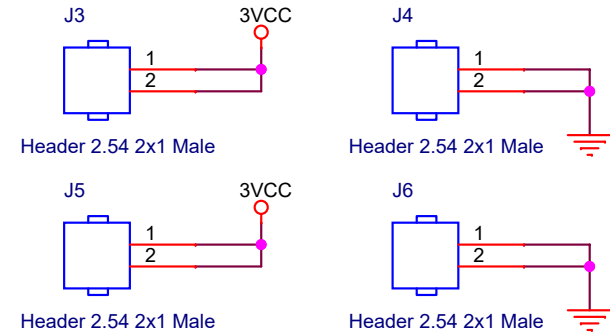 J3 3VCC J4
1 1
2 2
Header 2.54 2x1 Male Header 2.54 2x1 Male
J5 3VCC J6
1 1
2 2
Header 2.54 2x1 Male Header 2.54 2x1 Male